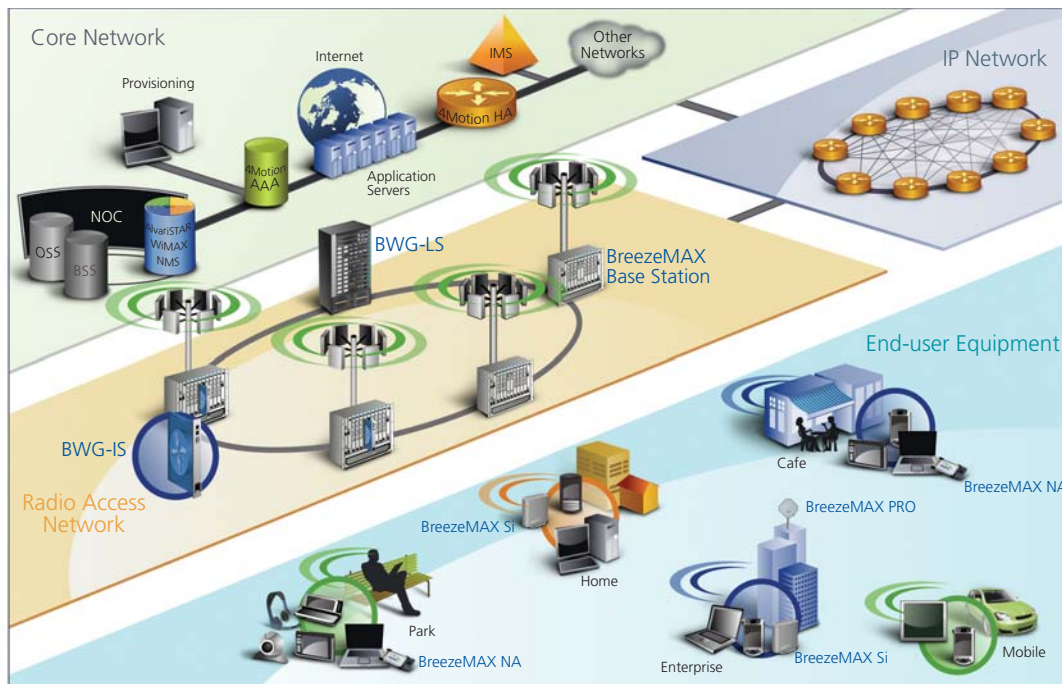 Core Network
Provisioning
Internet
IMS
Other
Networks
IP Network
4Motion HA
4Motion
AAA
Application
Servers
NOC
OSS
BSS
AlvariSTAR
WiMAX
NMS
BWG-LS
BreezeMAX
Base Station
End-user Equipment
BWG-IS
Radio Access
Network
Cafe
BreezeMAX NA
BreezeMAX PRO
BreezeMAX Si
Home
Park
BreezeMAX NA
Enterprise
BreezeMAX Si
Mobile